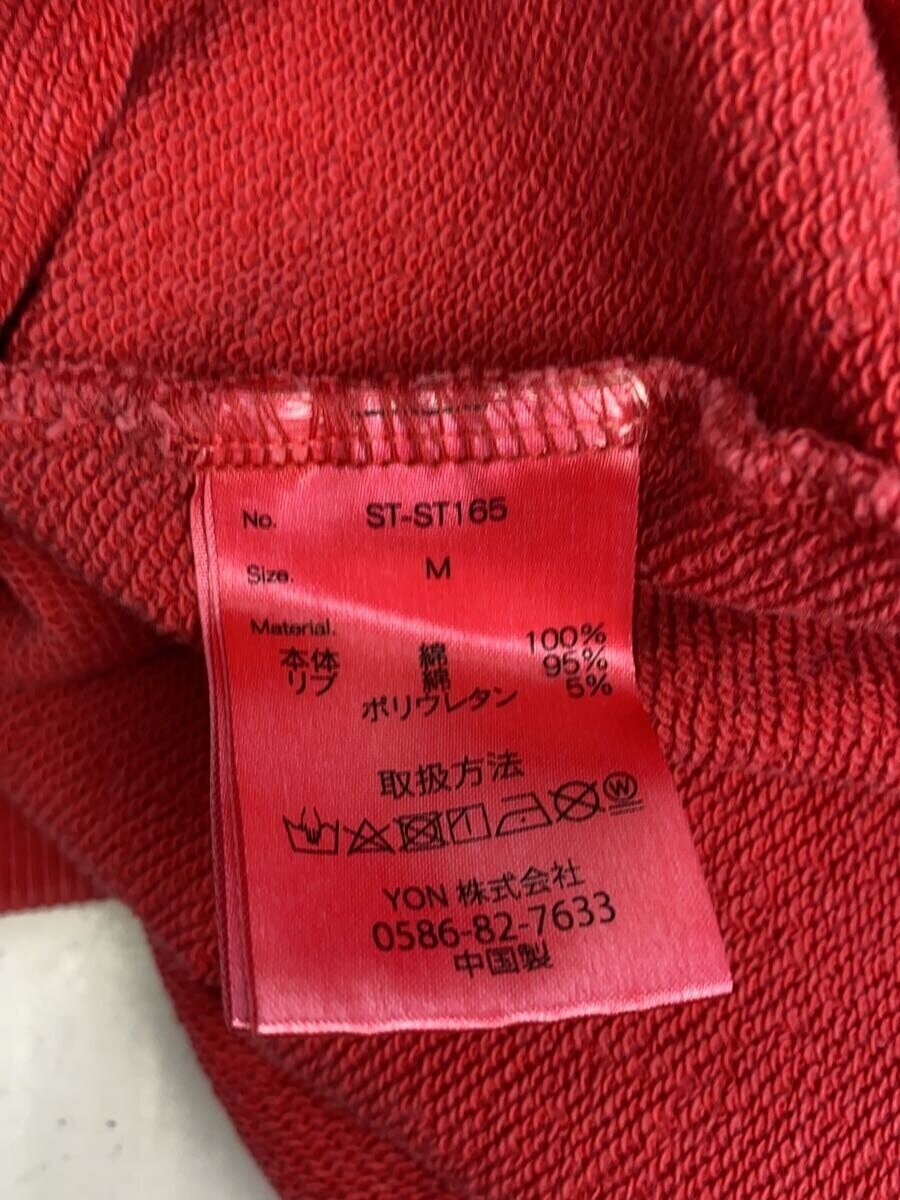 No. ST-ST165
Size. M
Material.
本体 綿 100%
リブ 綿 95%
ポリウレタン 5%
取扱方法
W
YON 株式会社
0586-82-7633
中国製